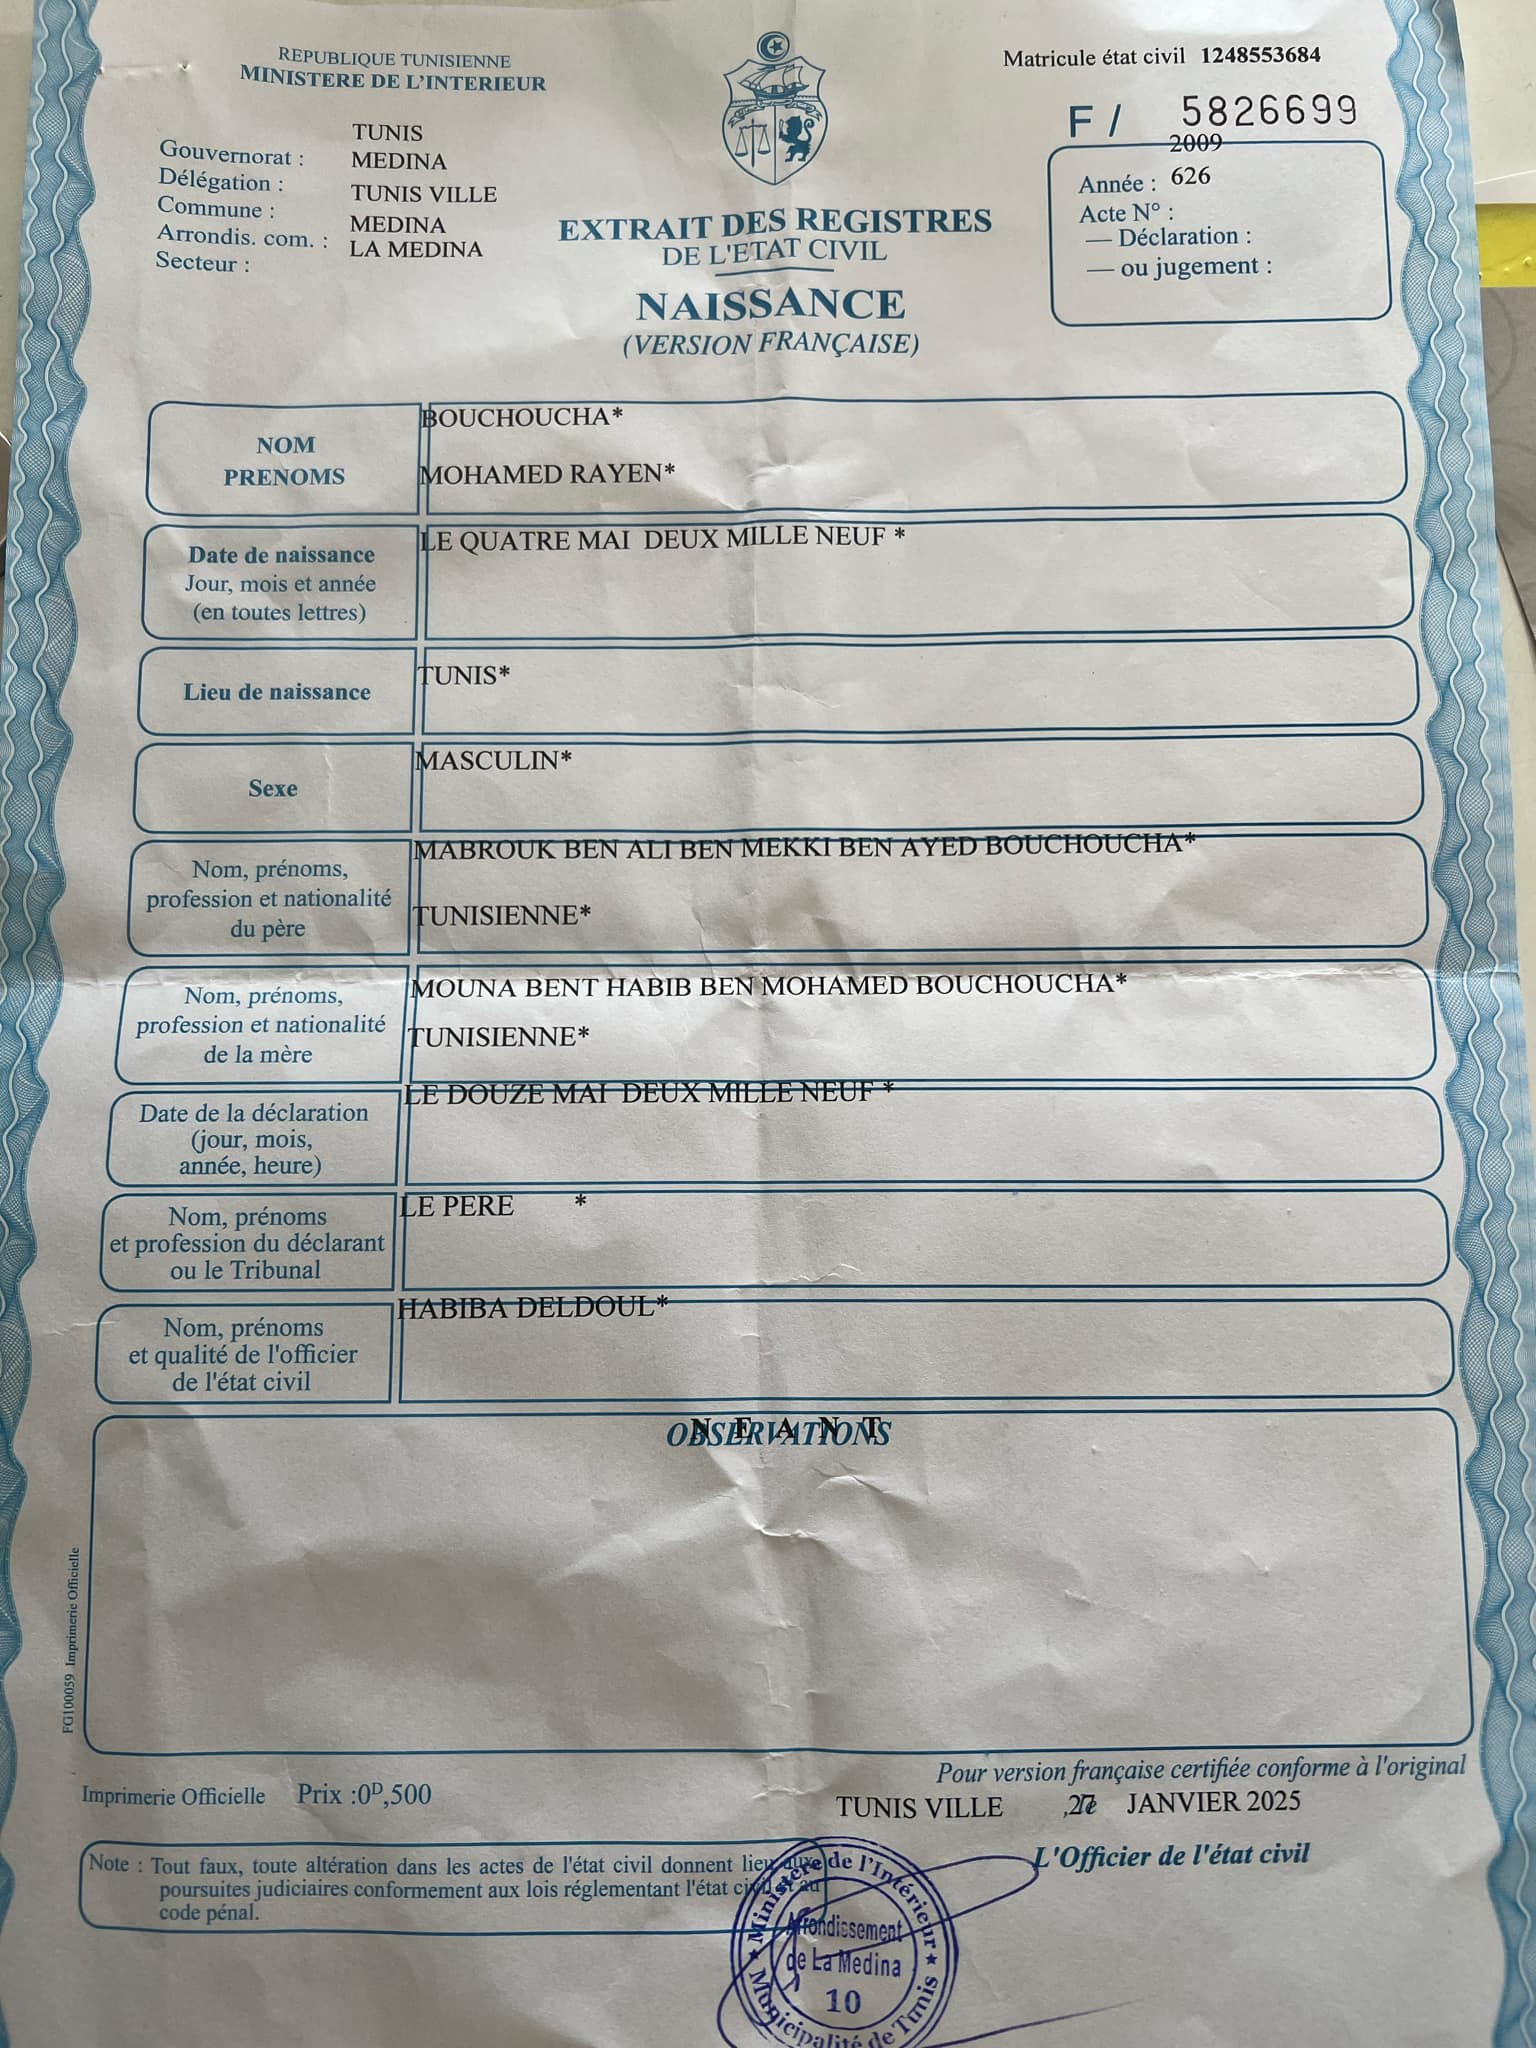 REPUBLIQUE TUNISIENNE
MINISTERE DE L'INTERIEUR
Matricule état civil 1248553684
F / 5826699
Gouvernorat : TUNIS
Délégation : MEDINA
Commune : TUNIS VILLE
Arrondis. com. : MEDINA
Secteur : LA MEDINA
2009
Année : 626
Acte N° :
— Déclaration :
— ou jugement :
EXTRAIT DES REGISTRES
DE L'ETAT CIVIL
NAISSANCE
(VERSION FRANÇAISE)
NOM
PRENOMS
BOUCHOUCHA*
MOHAMED RAYEN*
Date de naissance
Jour, mois et année
(en toutes lettres)
LE QUATRE MAI DEUX MILLE NEUF *
Lieu de naissance
TUNIS*
Sexe
MASCULIN*
Nom, prénoms,
profession et nationalité
du père
MABROUK BEN ALI BEN MEKKI BEN AYED BOUCHOUCHA*
TUNISIENNE*
Nom, prénoms,
profession et nationalité
de la mère
MOUNA BENT HABIB BEN MOHAMED BOUCHOUCHA*
TUNISIENNE*
Date de la déclaration
(jour, mois,
année, heure)
LE DOUZE MAI DEUX MILLE NEUF *
Nom, prénoms
et profession du déclarant
ou le Tribunal
LE PERE *
Nom, prénoms
et qualité de l'officier
de l'état civil
HABIBA DELDOUL*
OBSERVATIONS
N E A N T
FG100059 Imprimerie Officielle
Imprimerie Officielle Prix :0D,500
Pour version française certifiée conforme à l'original
TUNIS VILLE ,le 27 JANVIER 2025
L'Officier de l'état civil
Note : Tout faux, toute altération dans les actes de l'état civil donnent lieu aux
poursuites judiciaires conformement aux lois réglementant l'état civil et au
code pénal.
Ministère de l'Intérieur
Arrondissement
de La Medina
10
Municipalité de Tunis